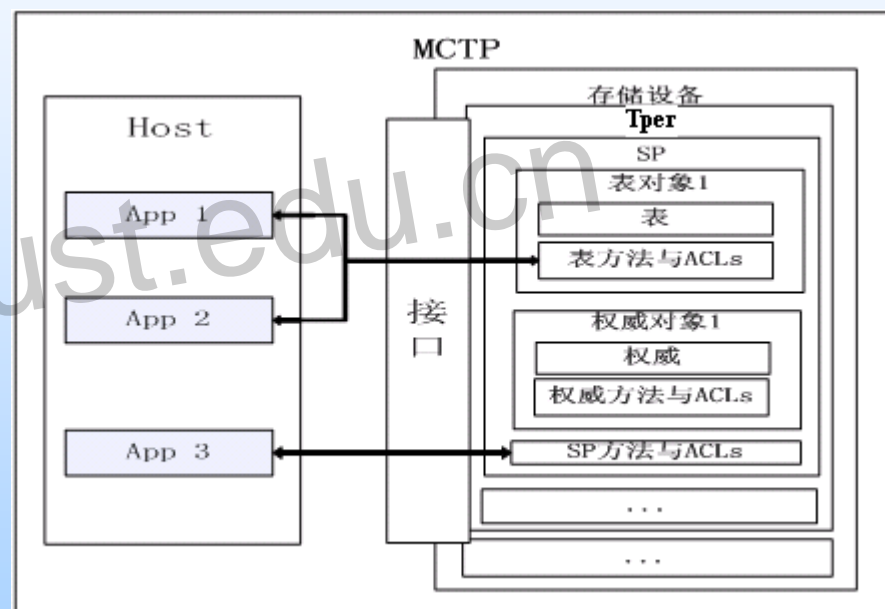 MCTP
Host
App 1
App 2
App 3
接
口
存储设备
Tper
SP
表对象1
表
表方法与ACLs
权威对象1
权威
权威方法与ACLs
SP方法与ACLs
...
...
ust.edu.cn